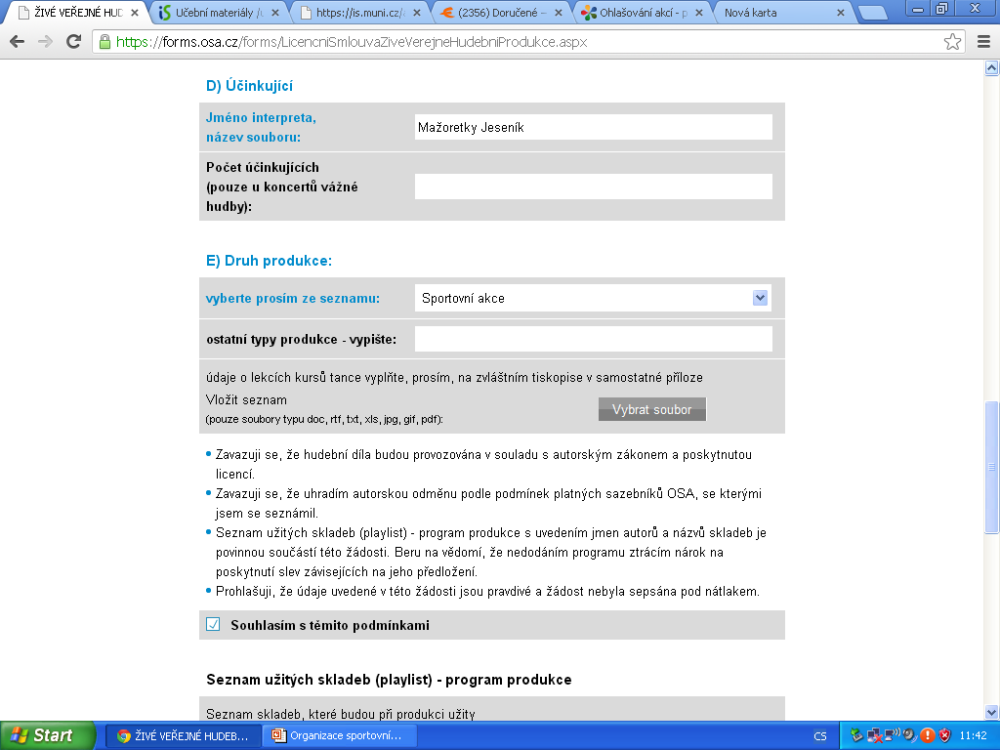 ŽIVÉ VEŘEJNÉ HUD
Učební materiály /u
https://is.muni.cz/
(2356) Doručené –
Ohlašování akcí - p
Nová karta
https://forms.osa.cz/forms/LicencniSmlouvaZiveVerejneHudebniProdukce.aspx
D) Účinkující
Jméno interpreta,
název souboru:
Mažoretky Jeseník
Počet účinkujících
(pouze u koncertů vážné
hudby):
E) Druh produkce:
vyberte prosím ze seznamu:
Sportovní akce
ostatní typy produkce - vypište:
údaje o lekcích kursů tance vyplňte, prosím, na zvláštním tiskopise v samostatné příloze
Vložit seznam
(pouze soubory typu doc, rtf, txt, xls, jpg, gif, pdf):
Vybrat soubor
Zavazuji se, že hudební díla budou provozována v souladu s autorským zákonem a poskytnutou
licencí.
Zavazuji se, že uhradím autorskou odměnu podle podmínek platných sazebníků OSA, se kterými
jsem se seznámil.
Seznam užitých skladeb (playlist) - program produkce s uvedením jmen autorů a názvů skladeb je
povinnou součástí této žádosti. Beru na vědomí, že nedodáním programu ztrácím nárok na
poskytnutí slev závisejících na jeho předložení.
Prohlašuji, že údaje uvedené v této žádosti jsou pravdivé a žádost nebyla sepsána pod nátlakem.
Souhlasím s těmito podmínkami
Seznam užitých skladeb (playlist) - program produkce
Seznam skladeb, které budou při produkci užity
Start
ŽIVÉ VEŘEJNÉ HUDEB...
Organizace sportovní...
CS
11:42